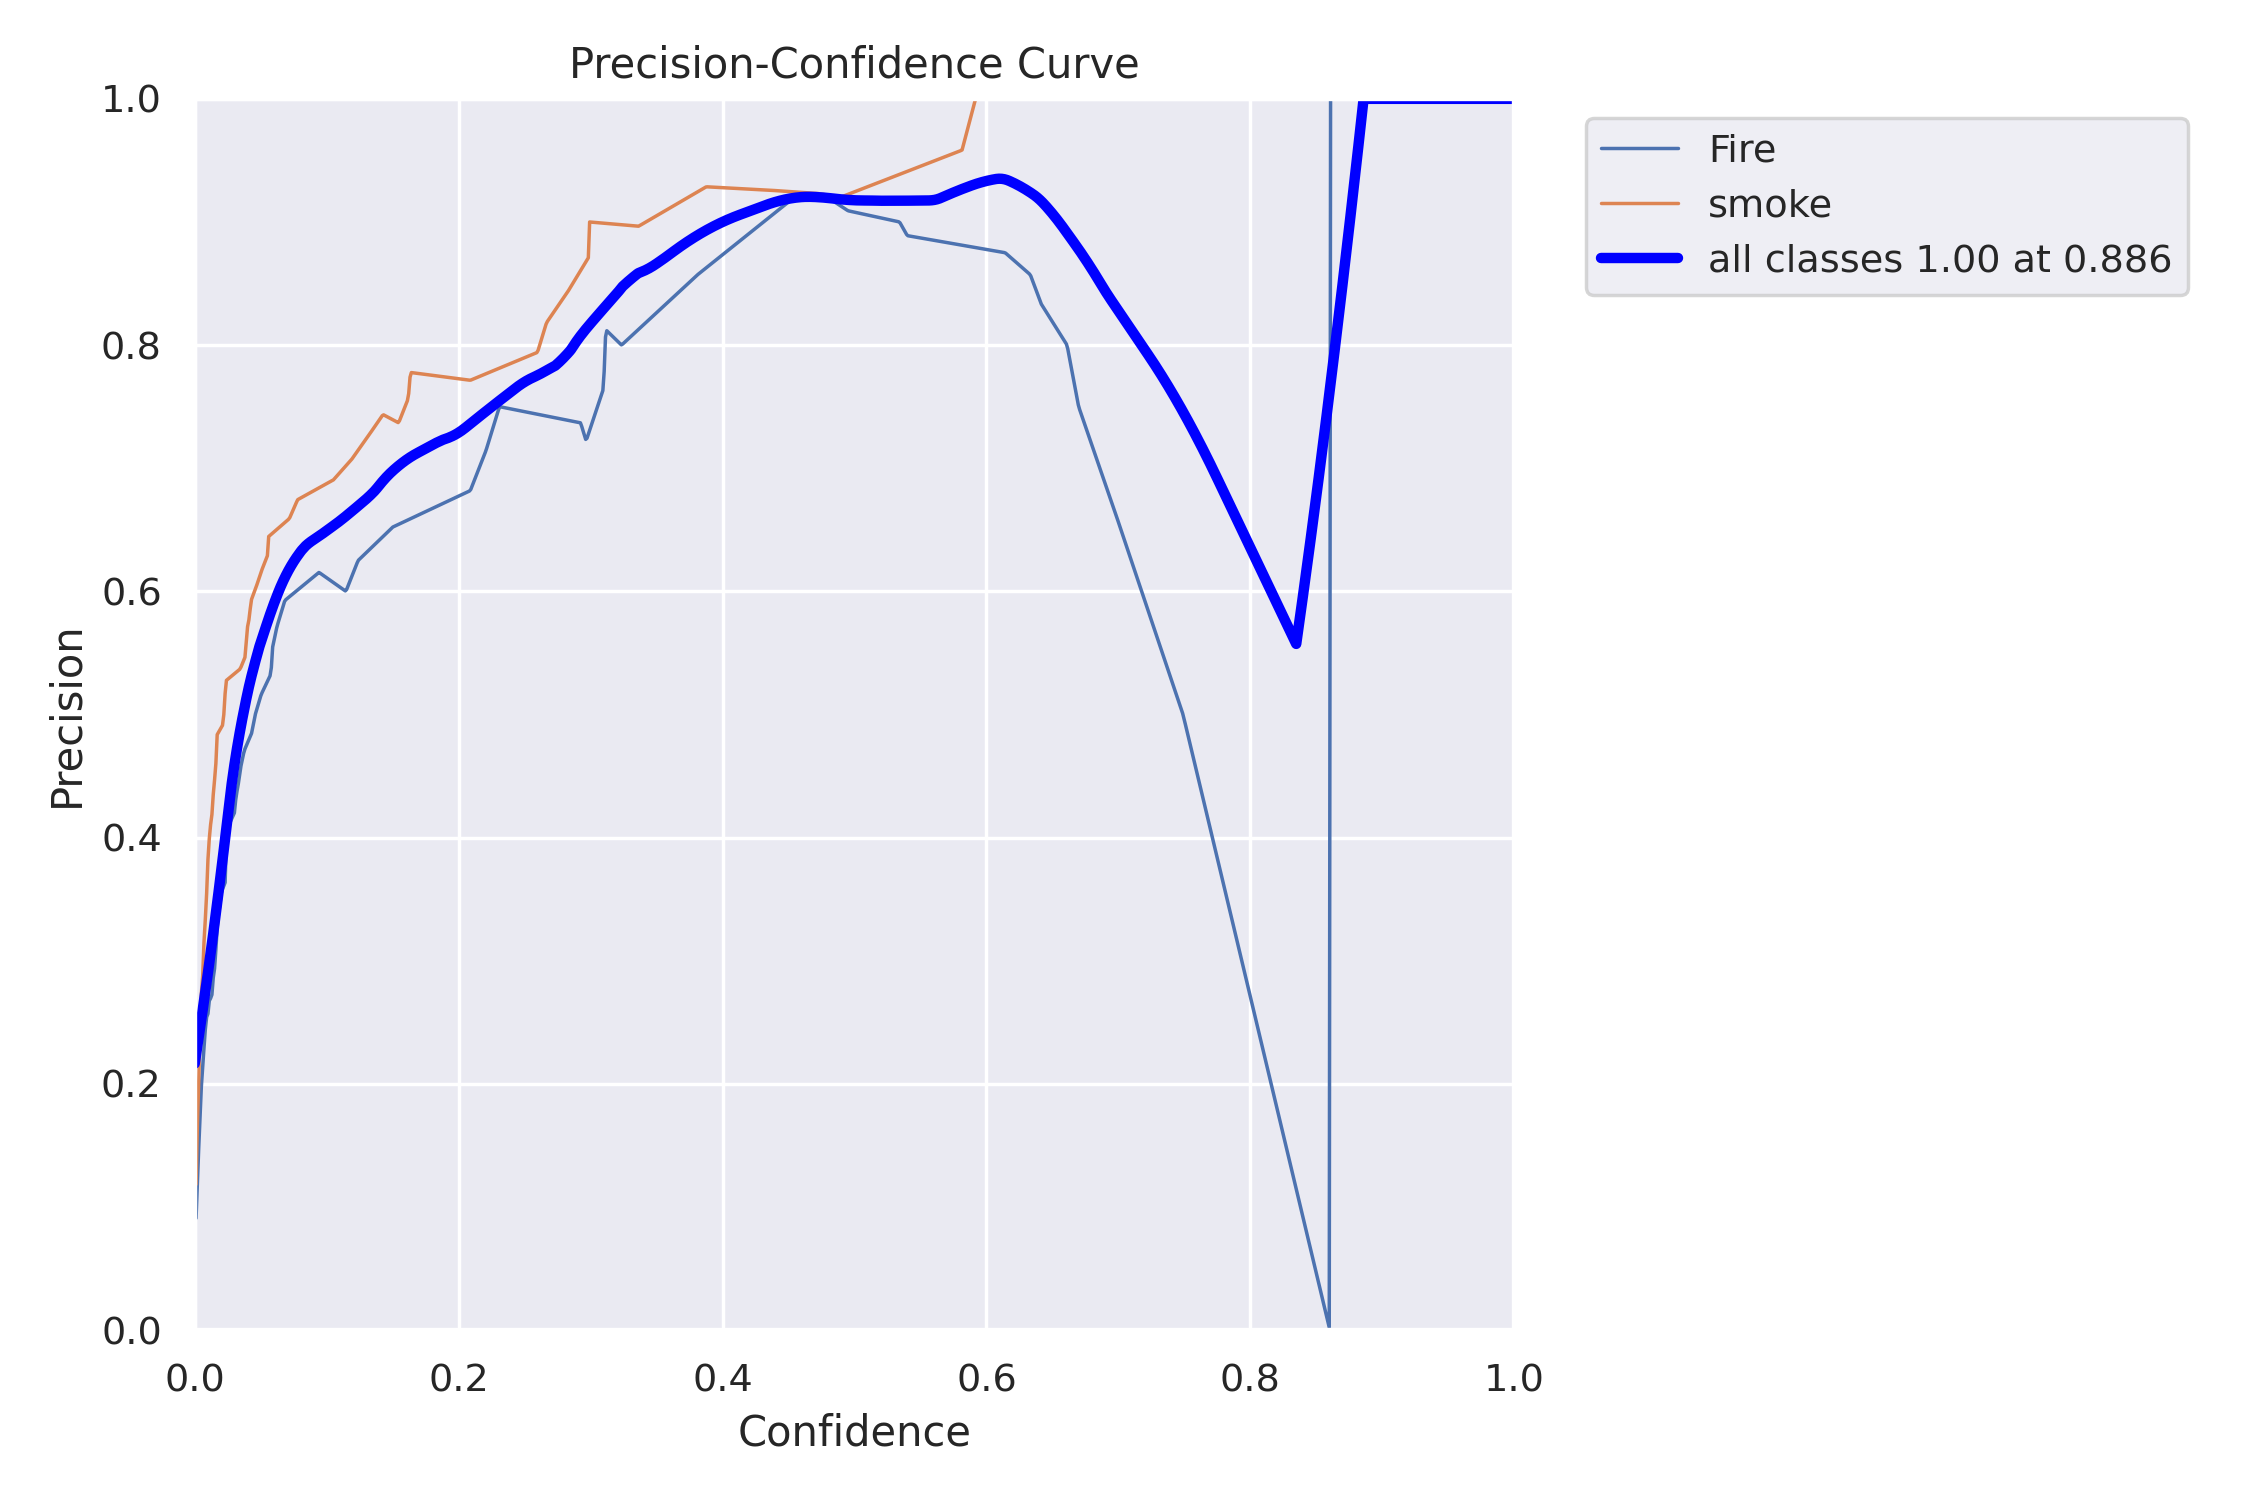 Precision-Confidence Curve
1.0
0.8
0.6
0.4
0.2
0.0
Precision
0.0 0.2 0.4 0.6 0.8 1.0
Confidence
Fire
smoke
all classes 1.00 at 0.886